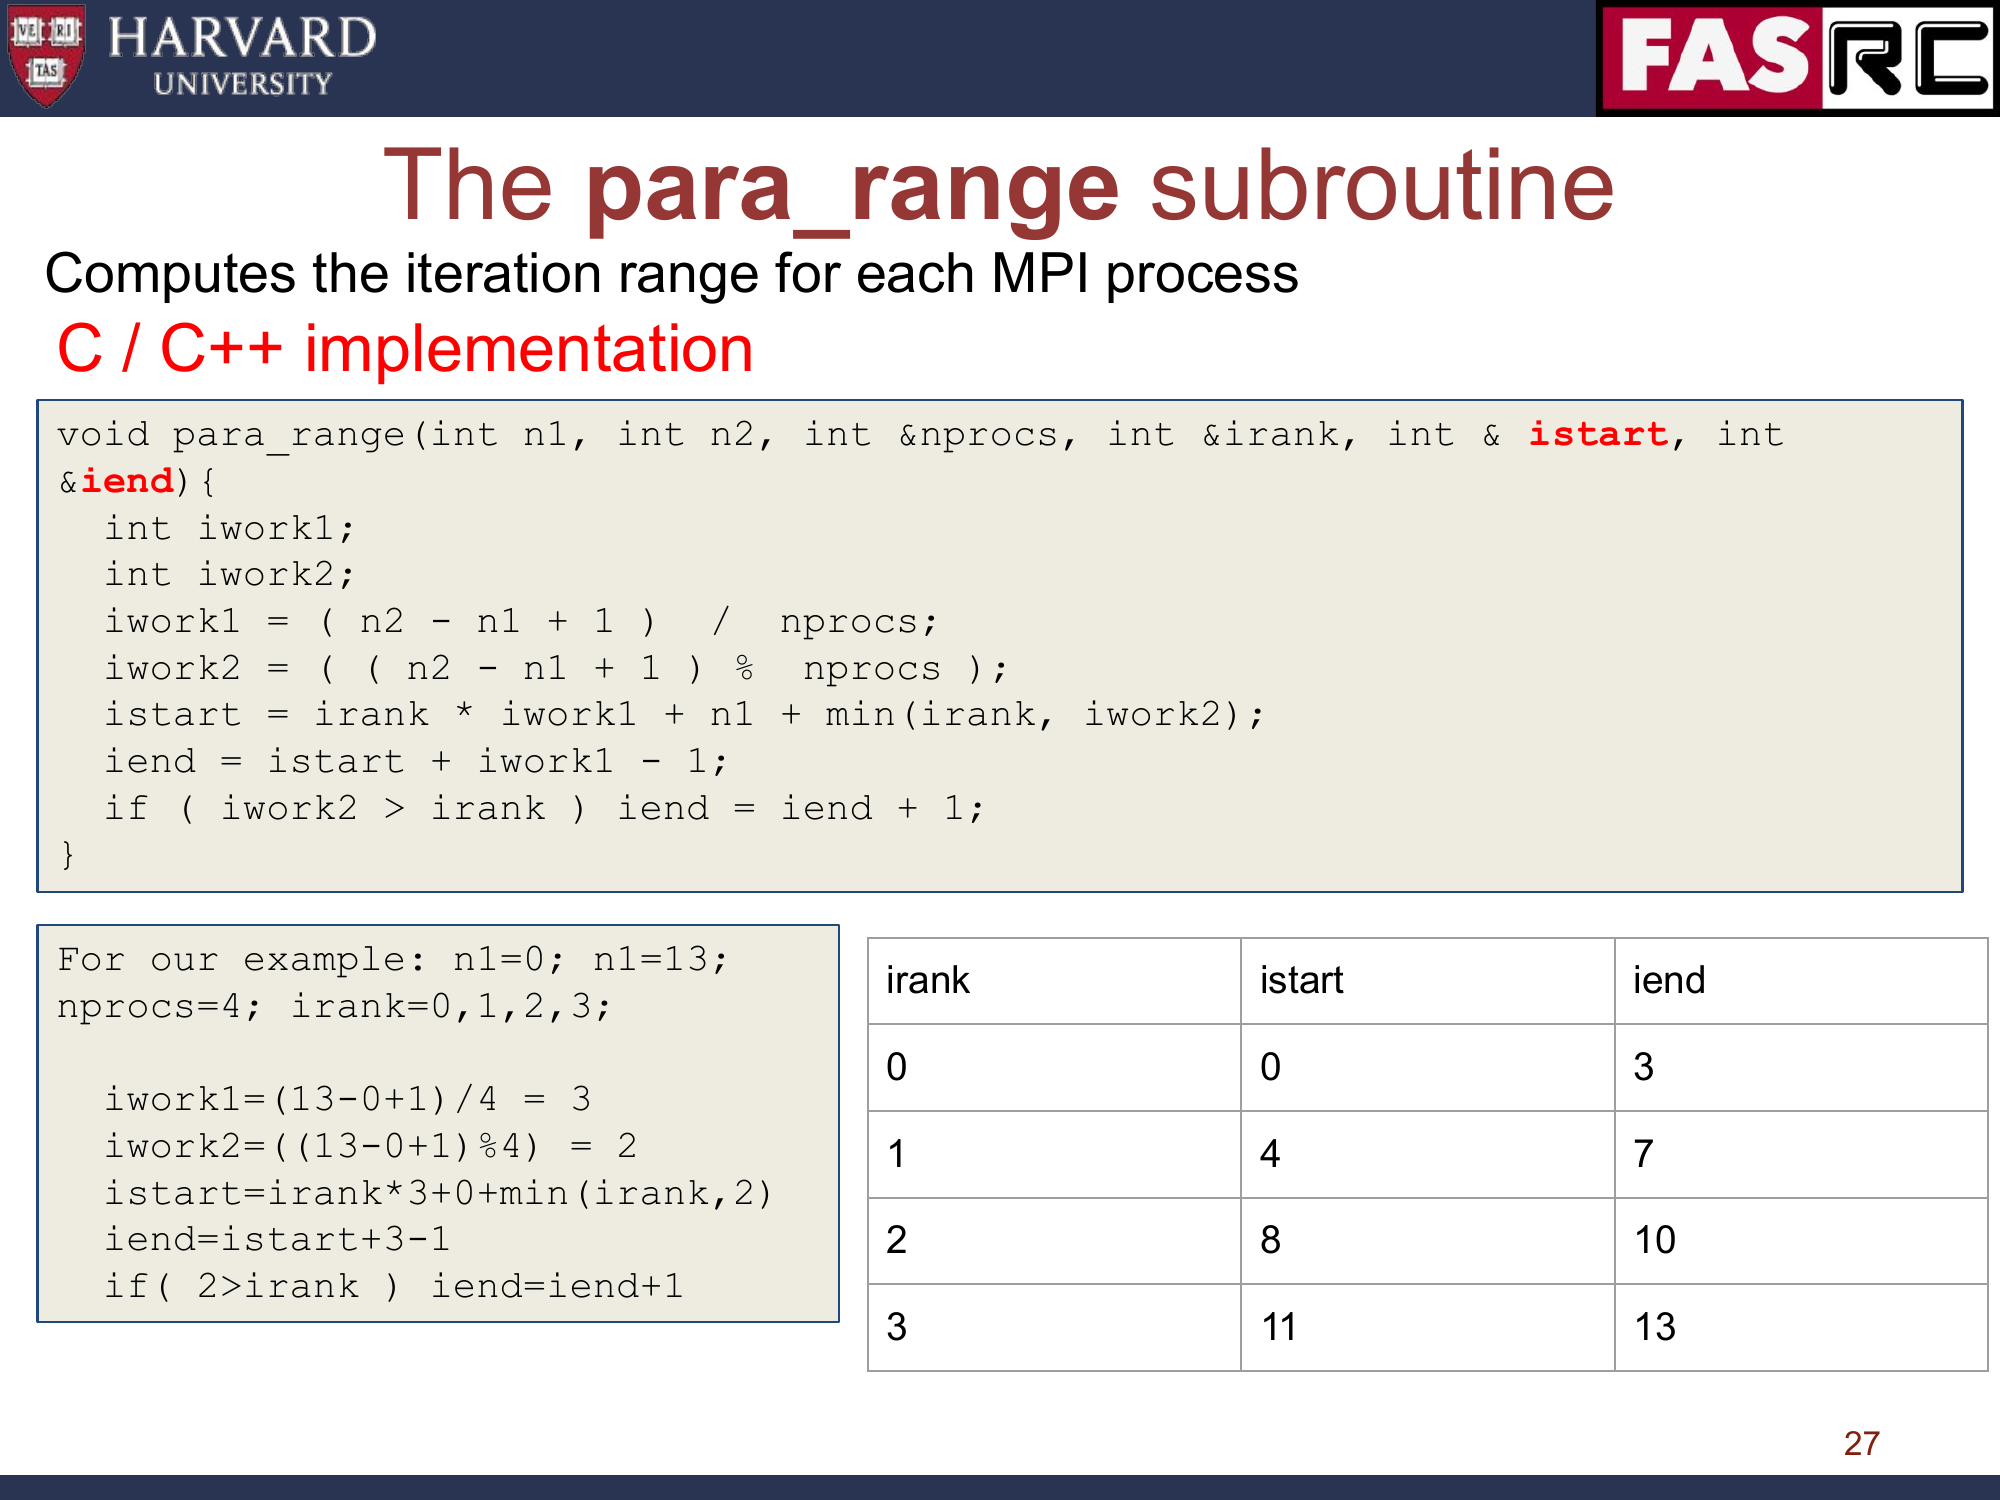 VE RI
TAS
HARVARD
UNIVERSITY
FASRC
The para_range subroutine
Computes the iteration range for each MPI process
C / C++ implementation
void para_range(int n1, int n2, int &nprocs, int &irank, int & istart, int
&iend){
  int iwork1;
  int iwork2;
  iwork1 = ( n2 - n1 + 1 )  /  nprocs;
  iwork2 = ( ( n2 - n1 + 1 ) %  nprocs );
  istart = irank * iwork1 + n1 + min(irank, iwork2);
  iend = istart + iwork1 - 1;
  if ( iwork2 > irank ) iend = iend + 1;
}
For our example: n1=0; n1=13;
nprocs=4; irank=0,1,2,3;
  iwork1=(13-0+1)/4 = 3
  iwork2=((13-0+1)%4) = 2
  istart=irank*3+0+min(irank,2)
  iend=istart+3-1
  if( 2>irank ) iend=iend+1
irank istart iend
0 0 3
1 4 7
2 8 10
3 11 13
27